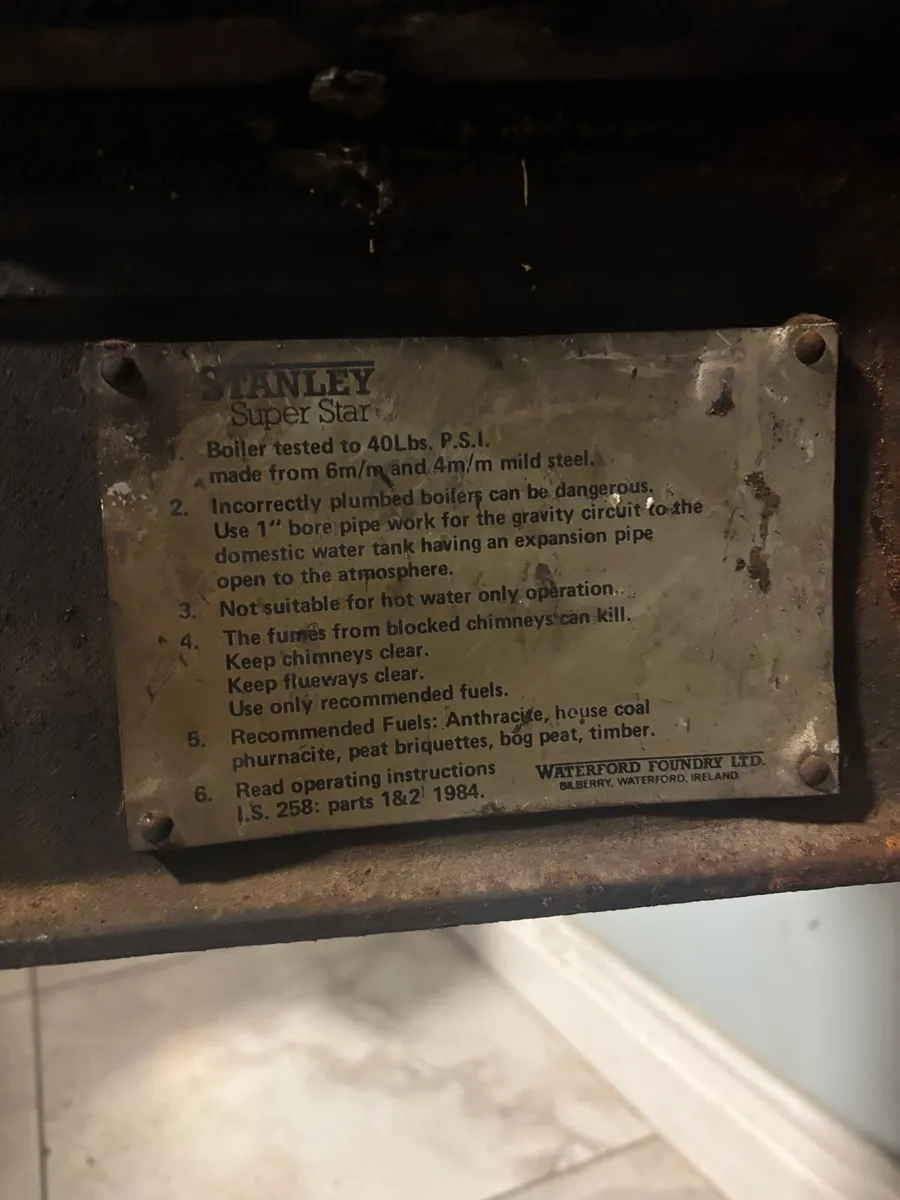 STANLEY
Super Star
1. Boiler tested to 40Lbs. P.S.I.
made from 6m/m and 4m/m mild steel.
2. Incorrectly plumbed boilers can be dangerous.
Use 1" bore pipe work for the gravity circuit to the
domestic water tank having an expansion pipe
open to the atmosphere.
3. Not suitable for hot water only operation.
4. The fumes from blocked chimneys can kill.
Keep chimneys clear.
Keep flueways clear.
Use only recommended fuels.
5. Recommended Fuels: Anthracite, house coal
phurnacite, peat briquettes, bog peat, timber.
6. Read operating instructions
I.S. 258: parts 1&2 1984.
WATERFORD FOUNDRY LTD.
BILBERRY, WATERFORD, IRELAND